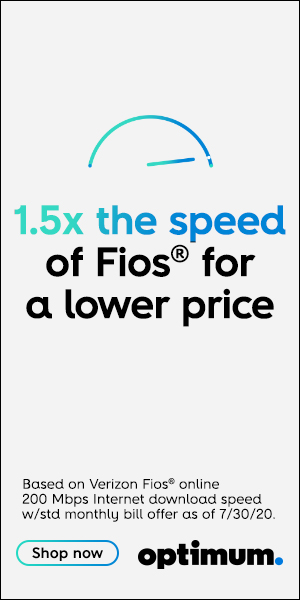 1.5x the speed
of Fios® for
a lower price
Based on Verizon Fios® online
200 Mbps Internet download speed
w/std monthly bill offer as of 7/30/20.
Shop now
optimum.